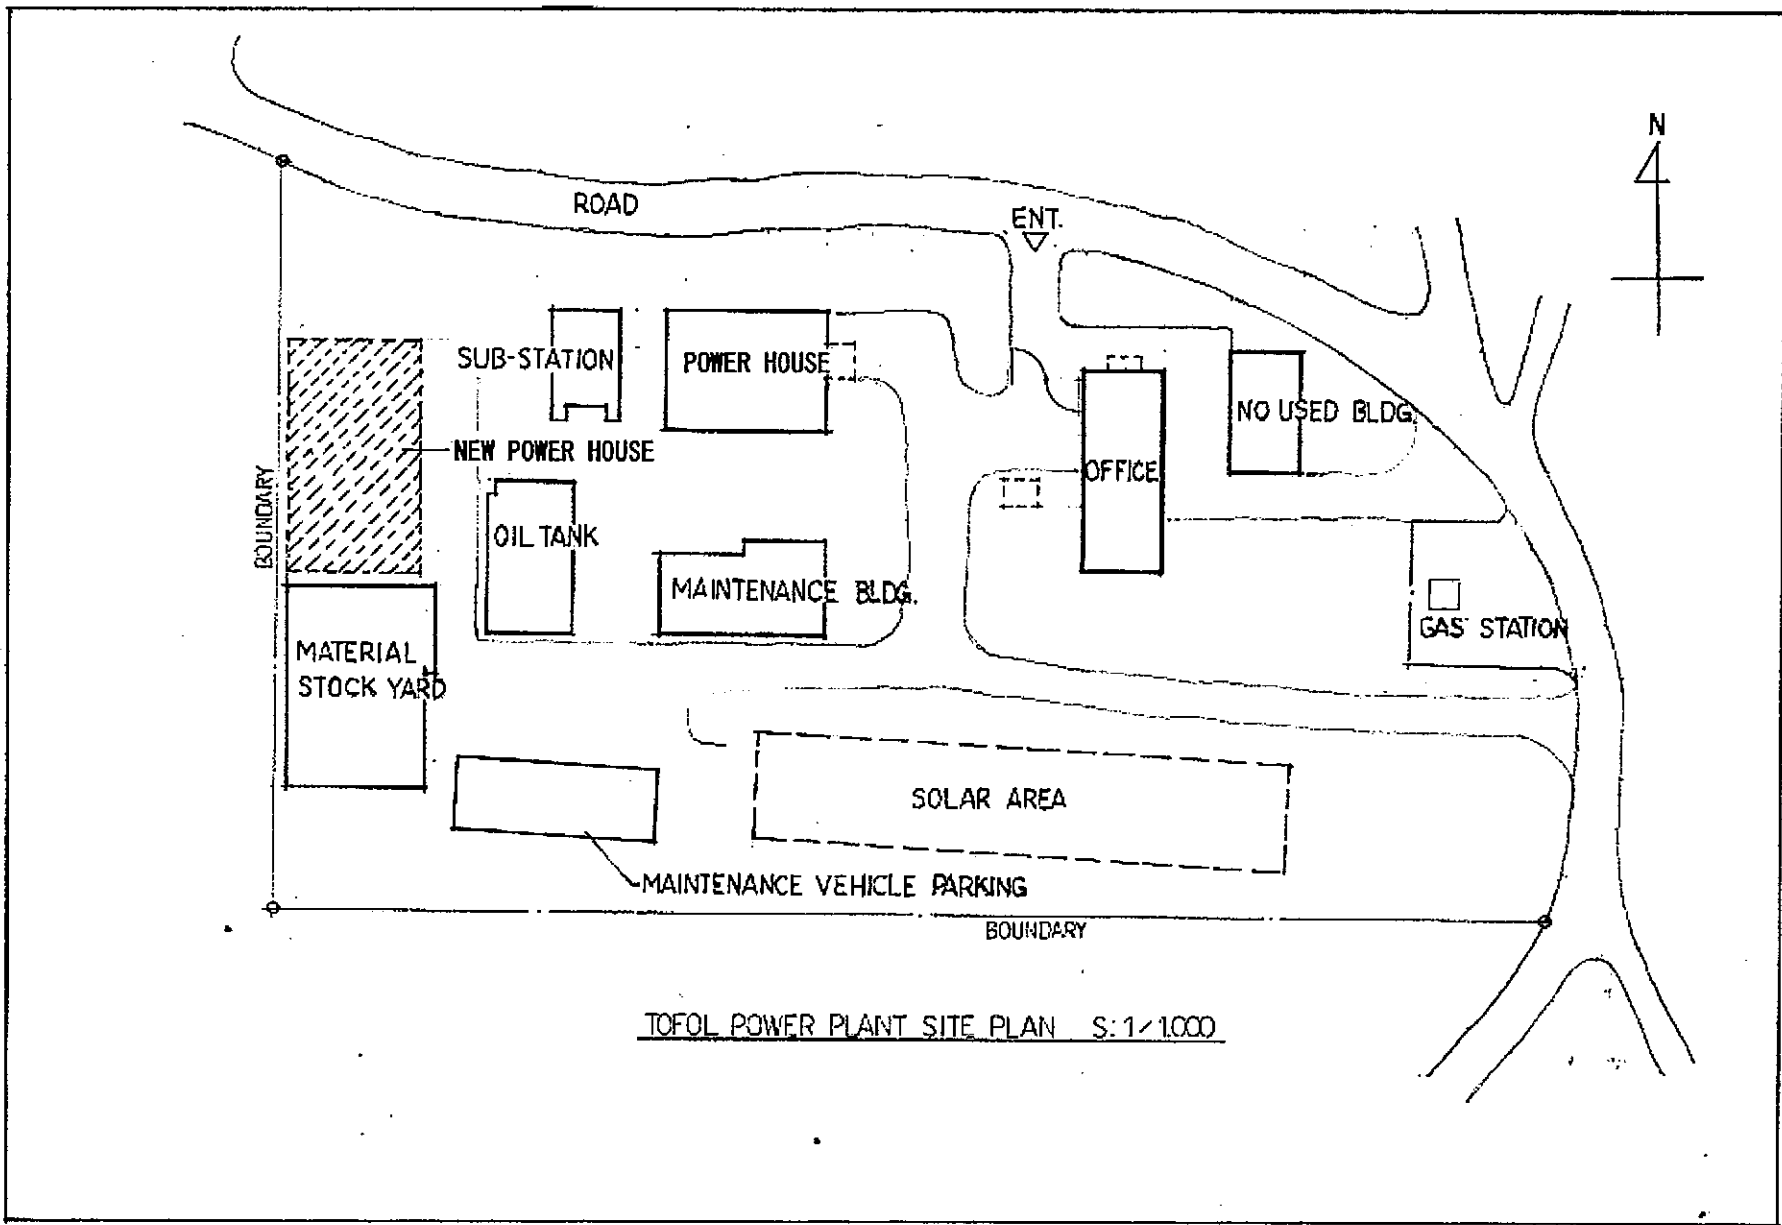 N
ROAD
ENT.
SUB-STATION
POWER HOUSE
NO USED BLDG.
NEW POWER HOUSE
OFFICE
BOUNDARY
OIL TANK
MAINTENANCE BLDG.
GAS STATION
MATERIAL
STOCK YARD
SOLAR AREA
MAINTENANCE VEHICLE PARKING
BOUNDARY
TOFOL POWER PLANT SITE PLAN S:1/1.000